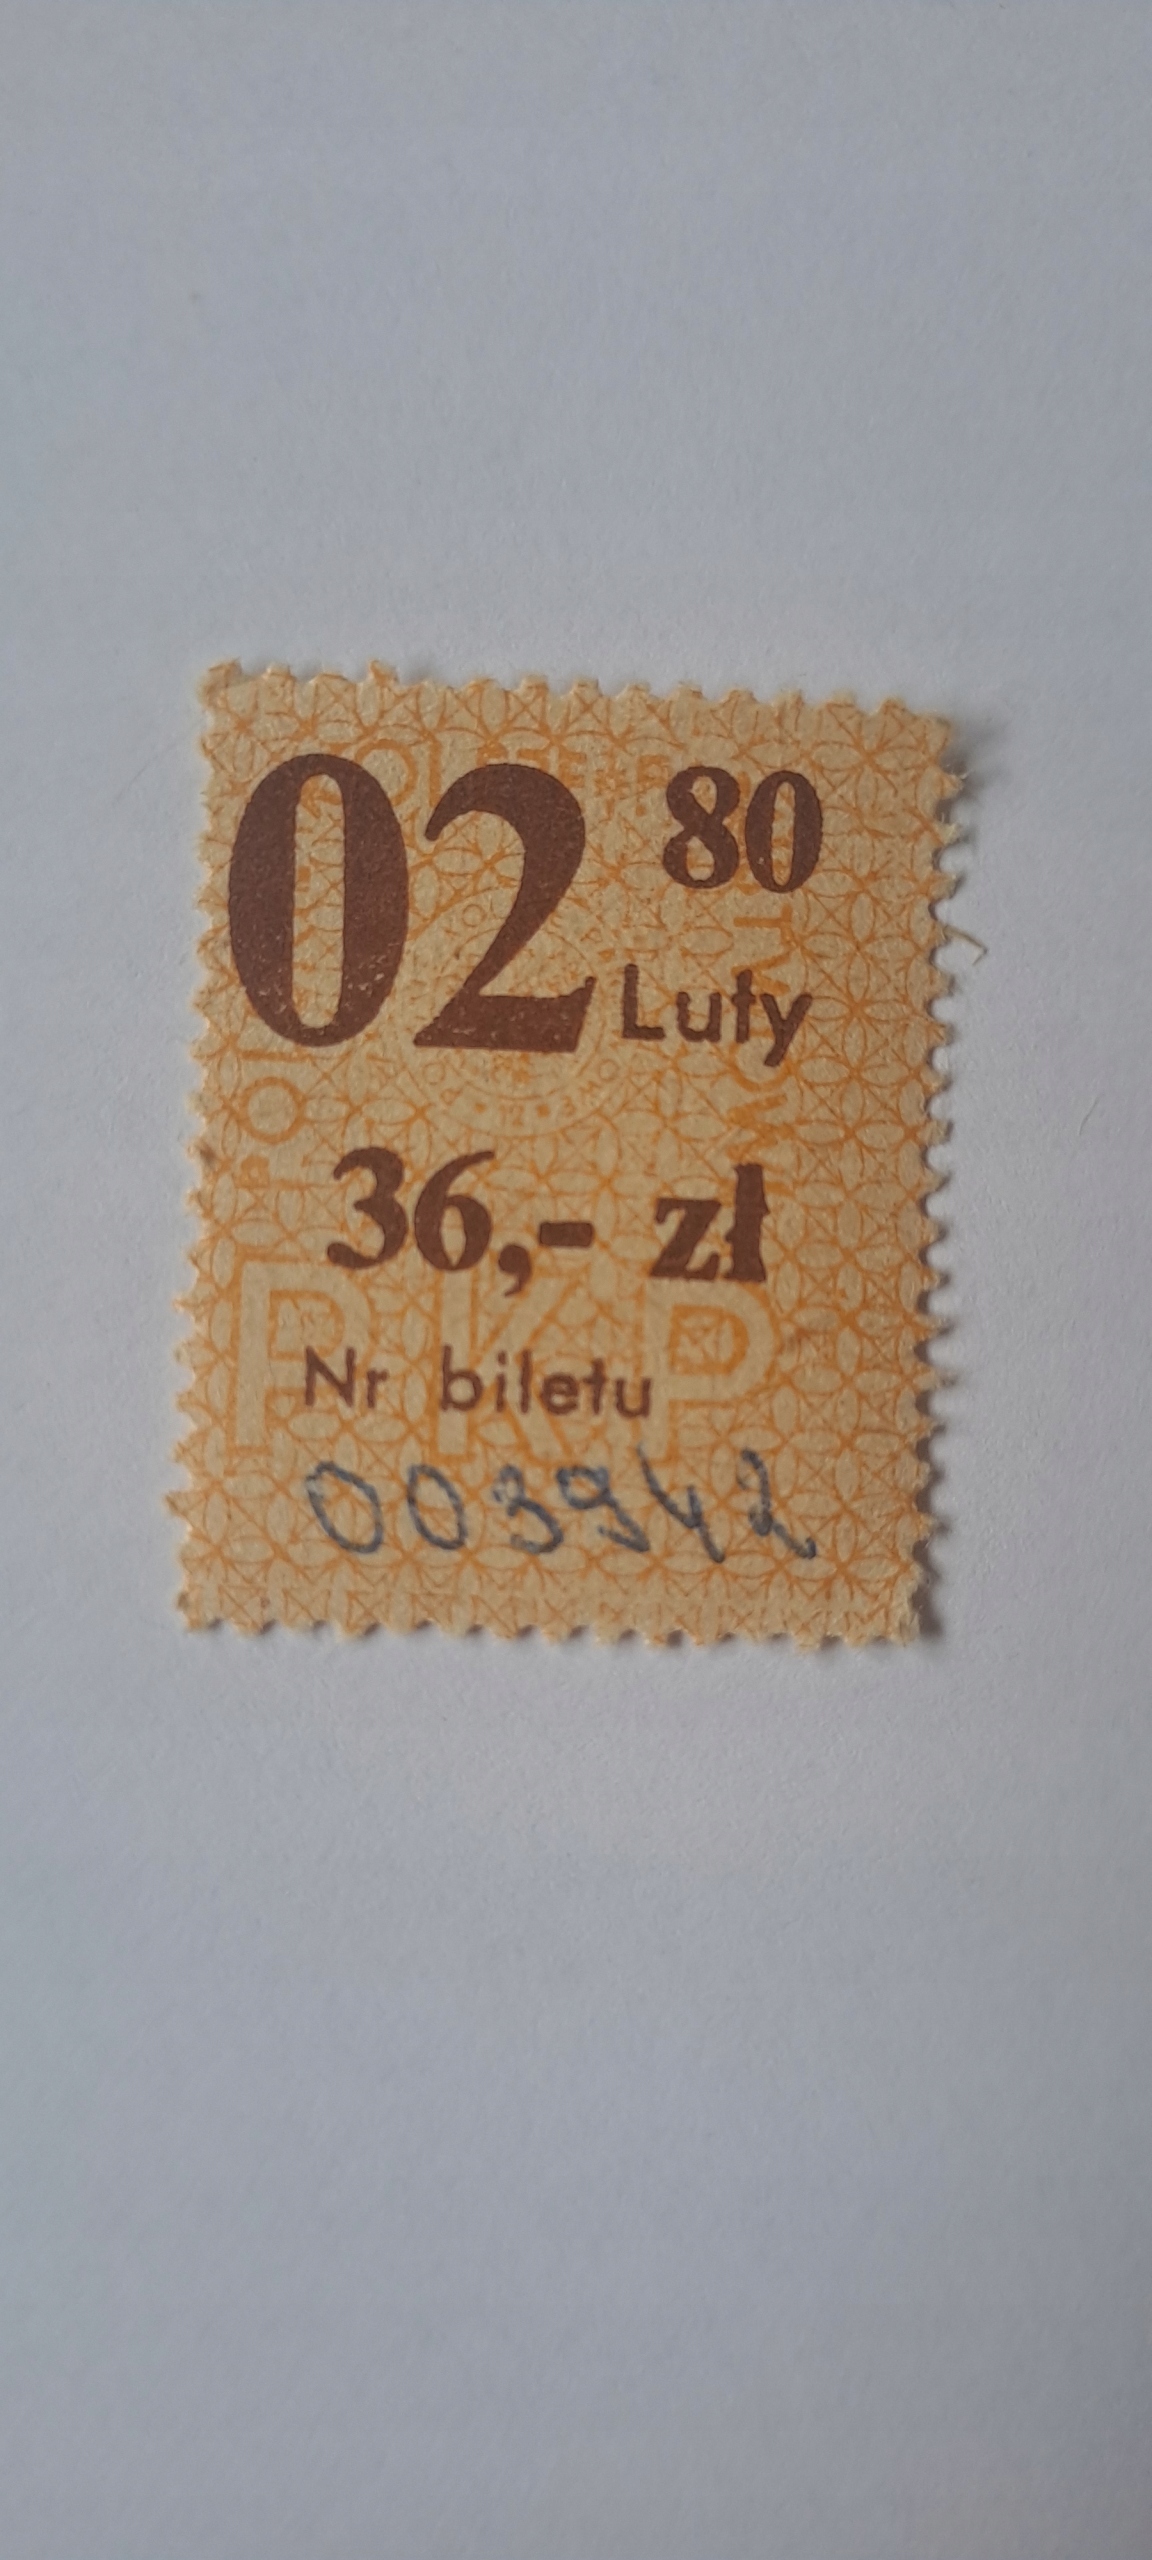 02 80
Luty
36,- zł
PKP
Nr biletu
003942